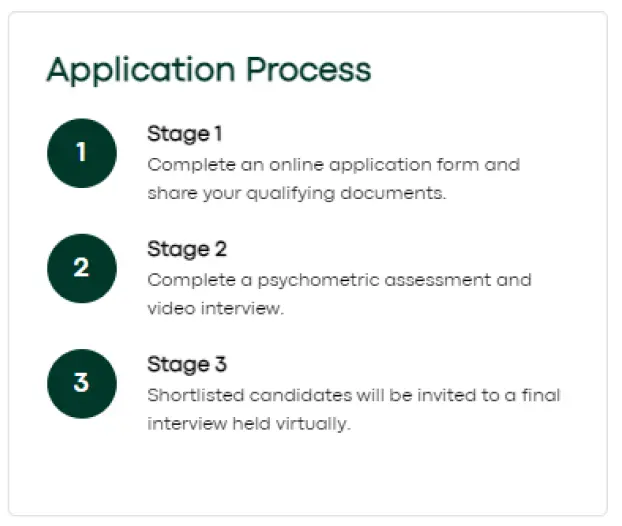 Application Process
1
Stage 1
Complete an online application form and
share your qualifying documents.
2
Stage 2
Complete a psychometric assessment and
video interview.
3
Stage 3
Shortlisted candidates will be invited to a final
interview held virtually.